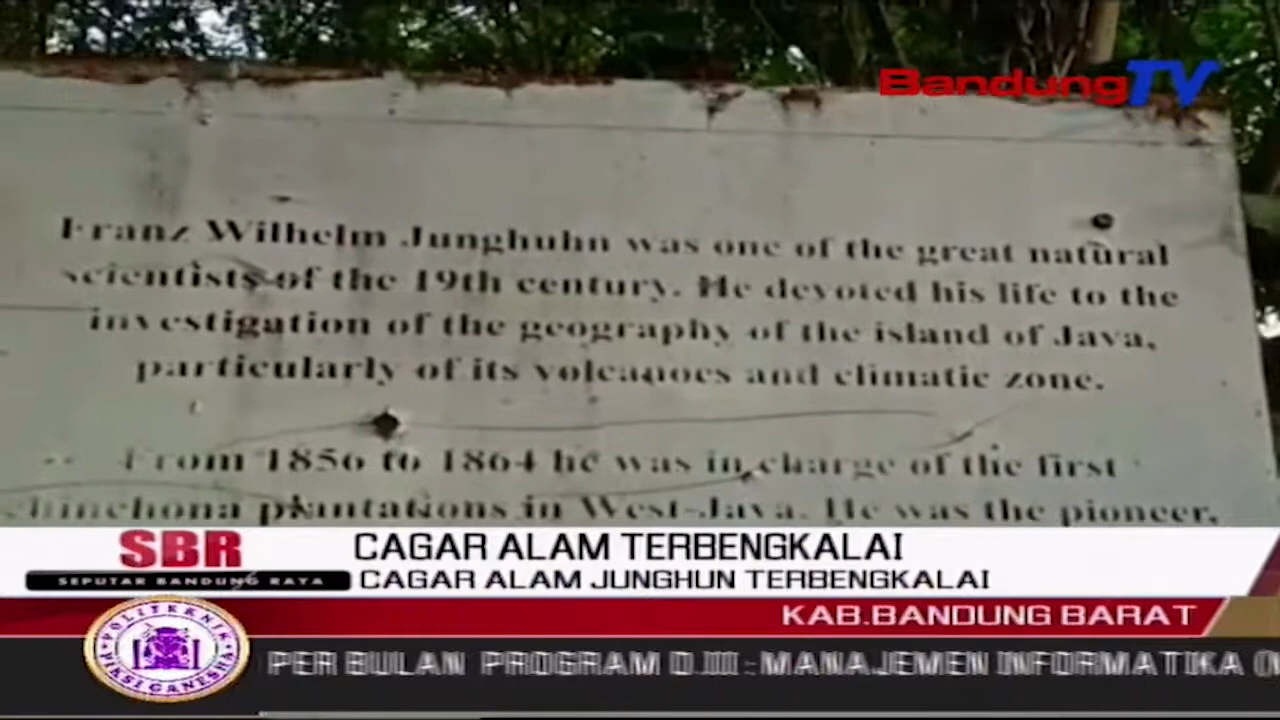 BandungTV
Franz Wilhelm Junghuhn was one of the great natural
scientists of the 19th century. He devoted his life to the
investigation of the geography of the island of Java,
particularly of its volcanoes and climatic zone.
From 1856 to 1864 he was in charge of the first
chinchona plantations in West-Java. He was the pioneer,
SBR
SEPUTAR BANDUNG RAYA
CAGAR ALAM TERBENGKALAI
CAGAR ALAM JUNGHUN TERBENGKALAI
KAB.BANDUNG BARAT
POLITEKNIK
PIKSI GANESHA
PER BULAN PROGRAM D.III : MANAJEMEN INFORMATIKA